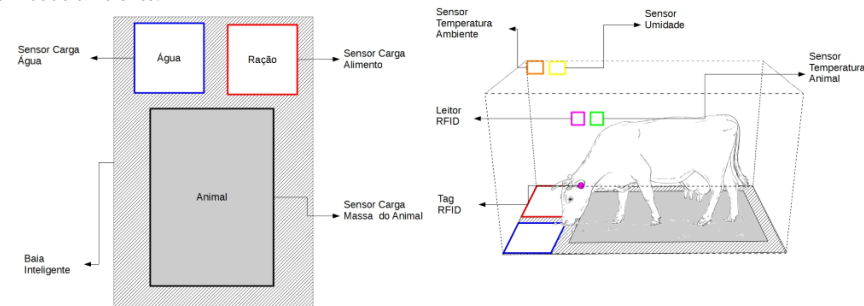 Sensor Carga
Água
Água
Ração
Sensor Carga
Alimento
Animal
Sensor Carga
Massa do Animal
Baia
Inteligente
Sensor
Temperatura
Ambiente
Sensor
Umidade
Sensor
Temperatura
Animal
Leitor
RFID
Tag
RFID